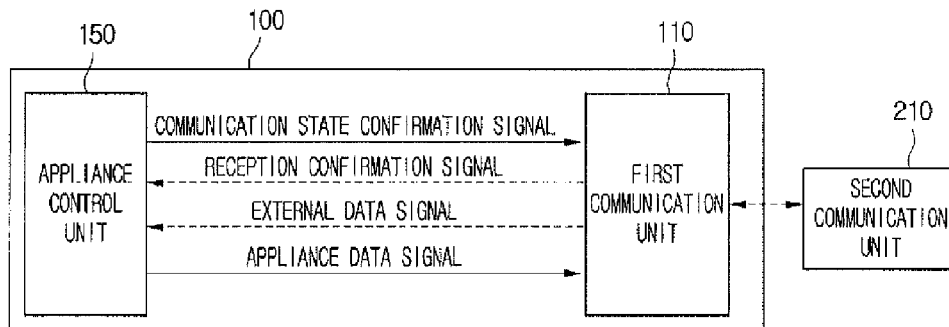 100
150
110
210
COMMUNICATION STATE CONFIRMATION SIGNAL
RECEPTION CONFIRMATION SIGNAL
EXTERNAL DATA SIGNAL
APPLIANCE DATA SIGNAL
APPLIANCE
CONTROL
UNIT
FIRST
COMMUNICATION
UNIT
SECOND
COMMUNICATION
UNIT